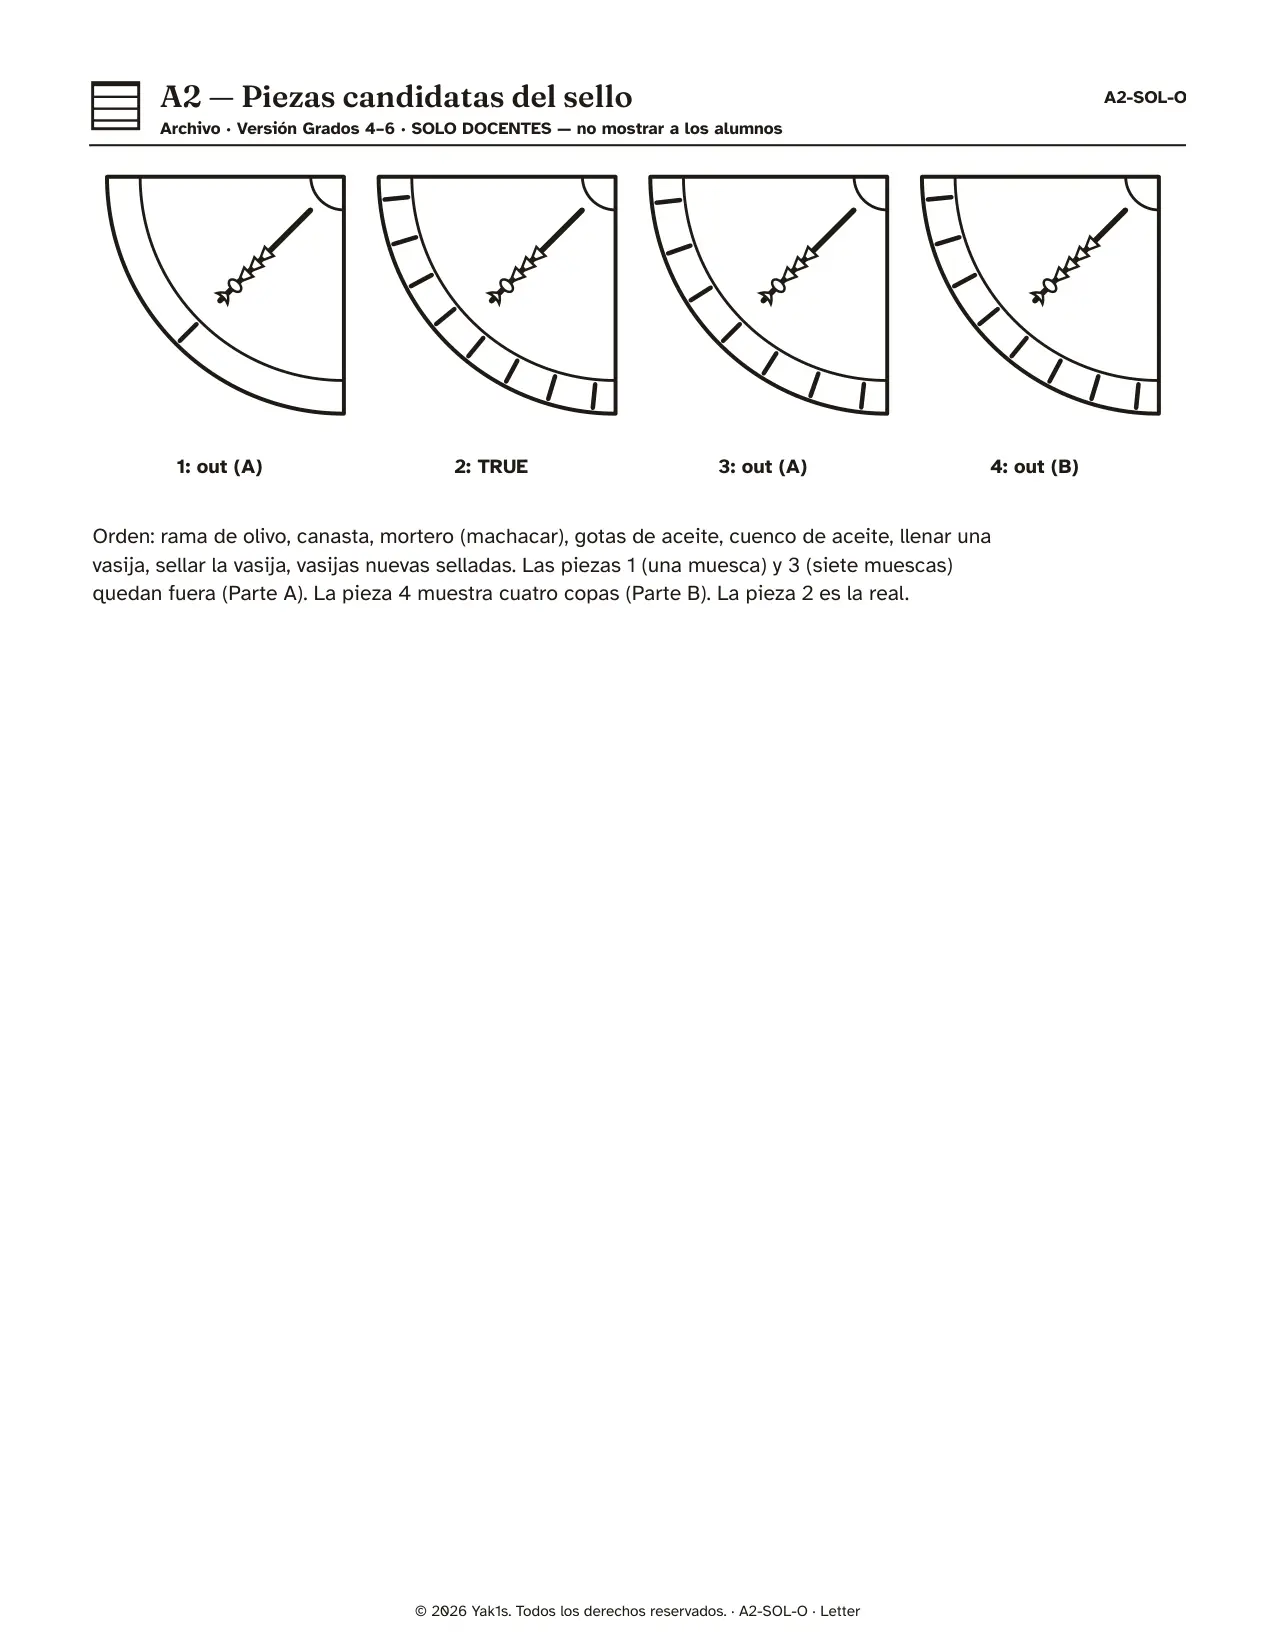 A2 — Piezas candidatas del sello
A2-SOL-O
Archivo · Versión Grados 4–6 · SOLO DOCENTES — no mostrar a los alumnos
1: out (A)
2: TRUE
3: out (A)
4: out (B)
Orden: rama de olivo, canasta, mortero (machacar), gotas de aceite, cuenco de aceite, llenar una
vasija, sellar la vasija, vasijas nuevas selladas. Las piezas 1 (una muesca) y 3 (siete muescas)
quedan fuera (Parte A). La pieza 4 muestra cuatro copas (Parte B). La pieza 2 es la real.
© 2026 Yak1s. Todos los derechos reservados. · A2-SOL-O · Letter